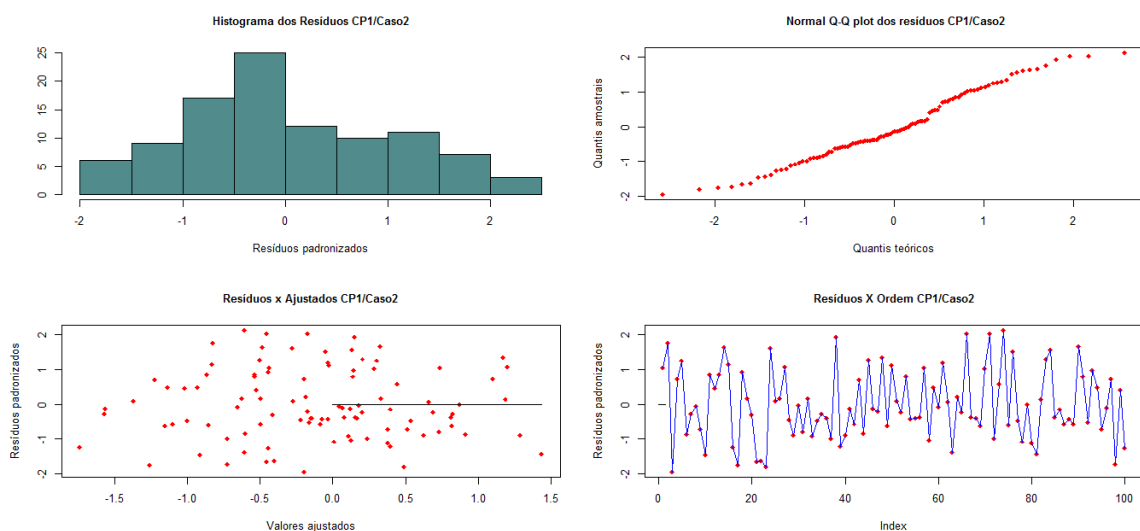 Histograma dos Resíduos CP1/Caso2
25
20
15
10
5
0
-2 -1 0 1 2
Resíduos padronizados
Normal Q-Q plot dos resíduos CP1/Caso2
Quantis amostrais
2
1
0
-1
-2
-2 -1 0 1 2
Quantis teóricos
Resíduos x Ajustados CP1/Caso2
Resíduos padronizados
2
1
0
-1
-2
-1.5 -1.0 -0.5 0.0 0.5 1.0 1.5
Valores ajustados
Resíduos X Ordem CP1/Caso2
Resíduos padronizados
2
1
0
-1
-2
0 20 40 60 80 100
Index